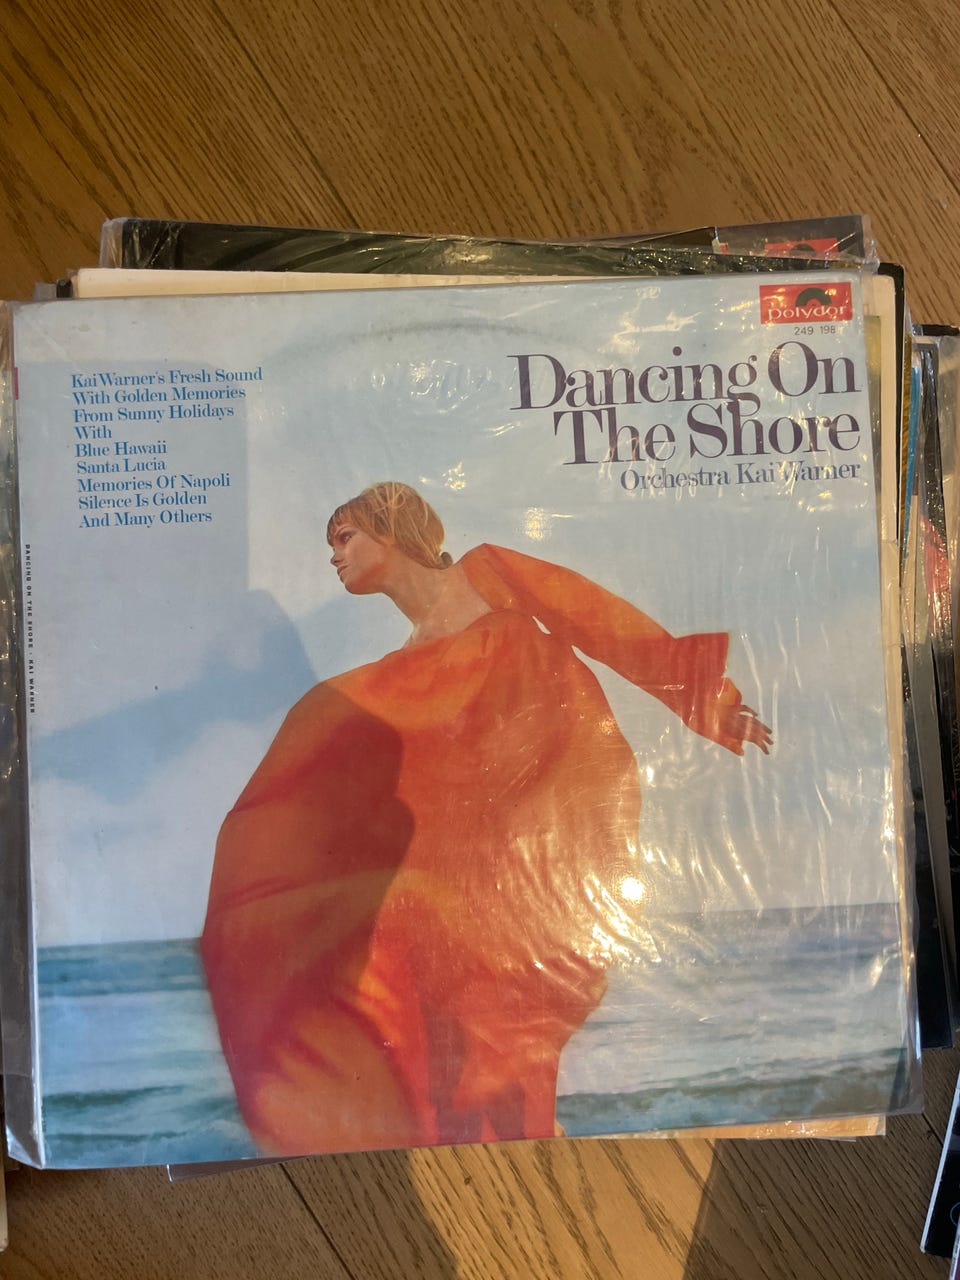 polydor
249 198
Dancing On
The Shore
Orchestra Kai Warner
Kai Warner's Fresh Sound
With Golden Memories
From Sunny Holidays
With
Blue Hawaii
Santa Lucia
Memories Of Napoli
Silence Is Golden
And Many Others
DANCING ON THE SHORE · KAI WARNER